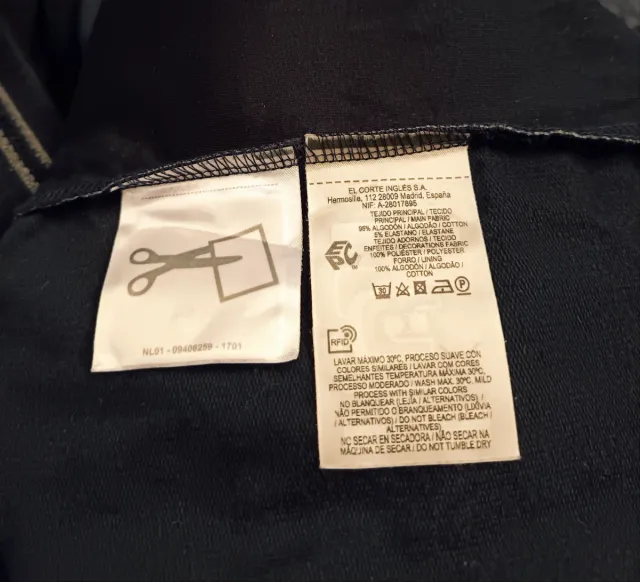 NL01 - 09406259 - 1701
EL CORTE INGLÉS S.A.
Hermosilla, 112 28009 Madrid, España
NIF: A-28017895
TEJIDO PRINCIPAL / TECIDO
PRINCIPAL / MAIN FABRIC
95% ALGODÓN / ALGODÃO / COTTON
5% ELASTANO / ELASTANE
TEJIDO ADORNOS / TECIDO
ENFEITES / DECORATIONS FABRIC
100% POLIÉSTER / POLYESTER
FORRO / LINING
100% ALGODÓN / ALGODÃO /
COTTON
30
P
RFID
LAVAR MÁXIMO 30ºC, PROCESO SUAVE CON
COLORES SIMILARES / LAVAR COM CORES
SEMELHANTES TEMPERATURA MÁXIMA 30ºC,
PROCESSO MODERADO / WASH MAX. 30ºC, MILD
PROCESS WITH SIMILAR COLORS
NO BLANQUEAR (LEJÍA / ALTERNATIVOS) /
NÃO PERMITIDO O BRANQUEAMENTO (LIXÍVIA
/ ALTERNATIVOS) / DO NOT BLEACH (BLEACH /
ALTERNATIVES)
NO SECAR EN SECADORA / NÃO SECAR NA
MÁQUINA DE SECAR / DO NOT TUMBLE DRY